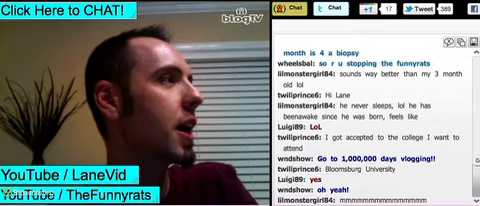 Click Here to CHAT!
blogTV
YouTube / LaneVid
YouTube / TheFunnyrats
Chat
Chat
+1
17
Tweet
389
month is 4 a biopsy
wheelsbal: so r u stopping the funnyrats
lilmonstergirl84: sounds way better than my 3 month
old lol
twiliprince6: Hi Lane
lilmonstergirl84: he never sleeps, lol he has
beenawake since he was born, feels like
Luigi89: LoL
twiliprince6: I got accepted to the college I want to
attend
wndshow: Go to 1,000,000 days vlogging!!
twiliprince6: Bloomsburg University
Luigi89: yes
wndshow: oh yeah!
lilmonstergirl84: mmmmmmmmmmmmmmm